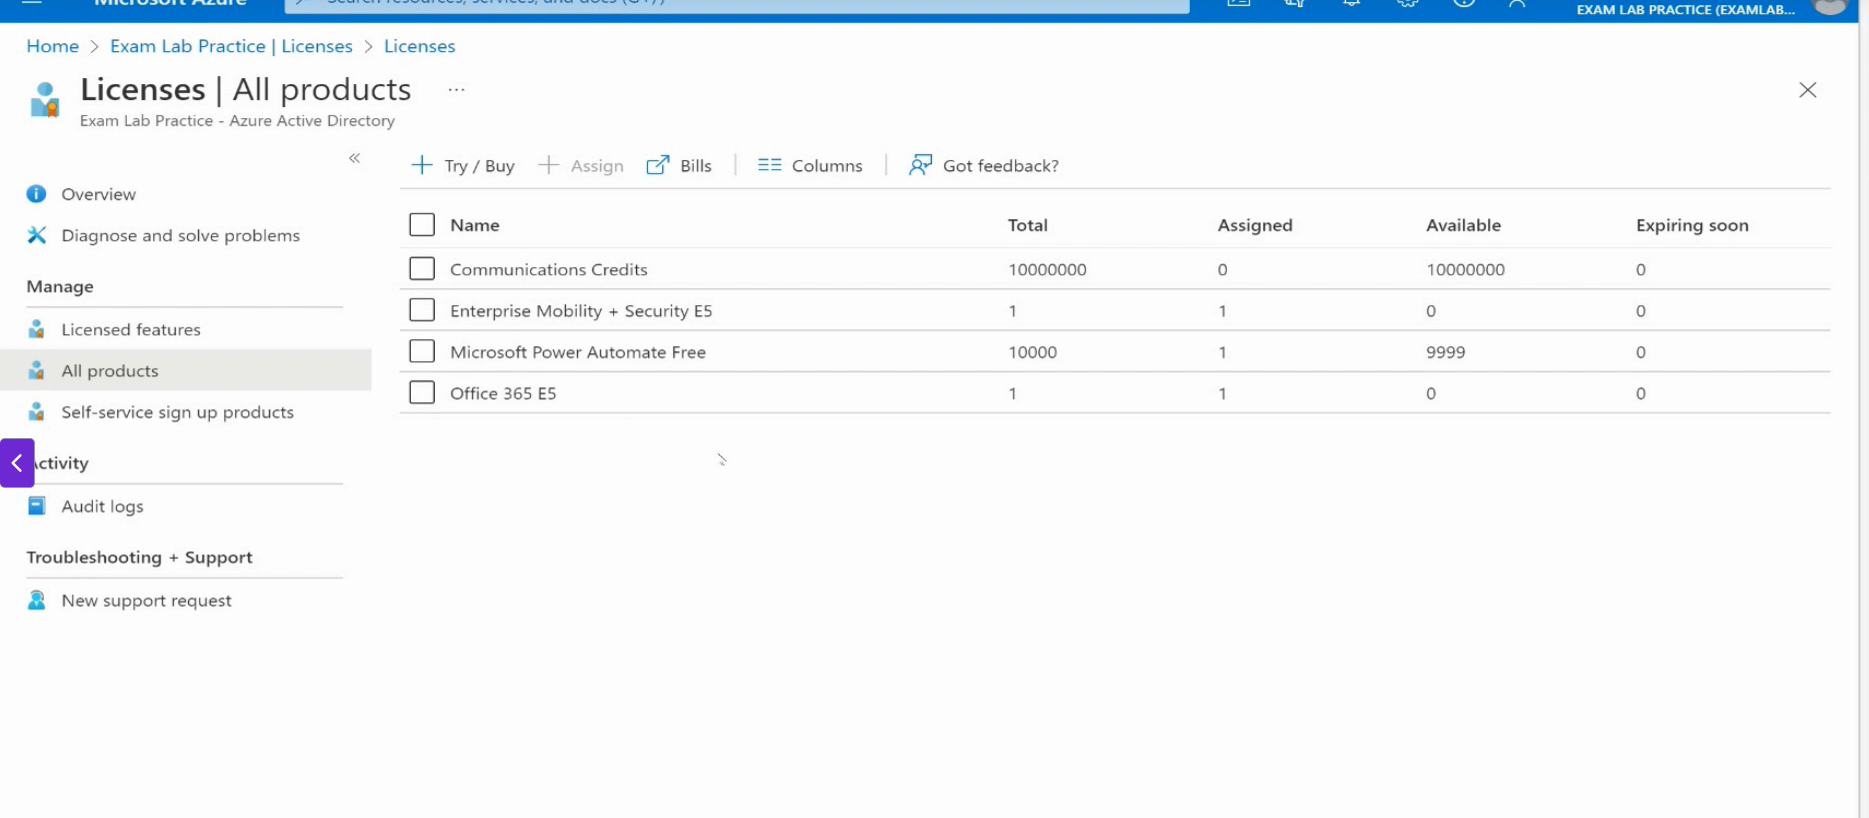 Microsoft Azure
Search resources, services, and docs (G+/)
EXAM LAB PRACTICE (EXAMLAB...
Home > Exam Lab Practice | Licenses > Licenses
Licenses | All products ...
Exam Lab Practice - Azure Active Directory
Try / Buy
Assign
Bills
Columns
Got feedback?
Overview
Diagnose and solve problems
Manage
Licensed features
All products
Self-service sign up products
Activity
Audit logs
Troubleshooting + Support
New support request
Name Total Assigned Available Expiring soon
Communications Credits 10000000 0 10000000 0
Enterprise Mobility + Security E5 1 1 0 0
Microsoft Power Automate Free 10000 1 9999 0
Office 365 E5 1 1 0 0